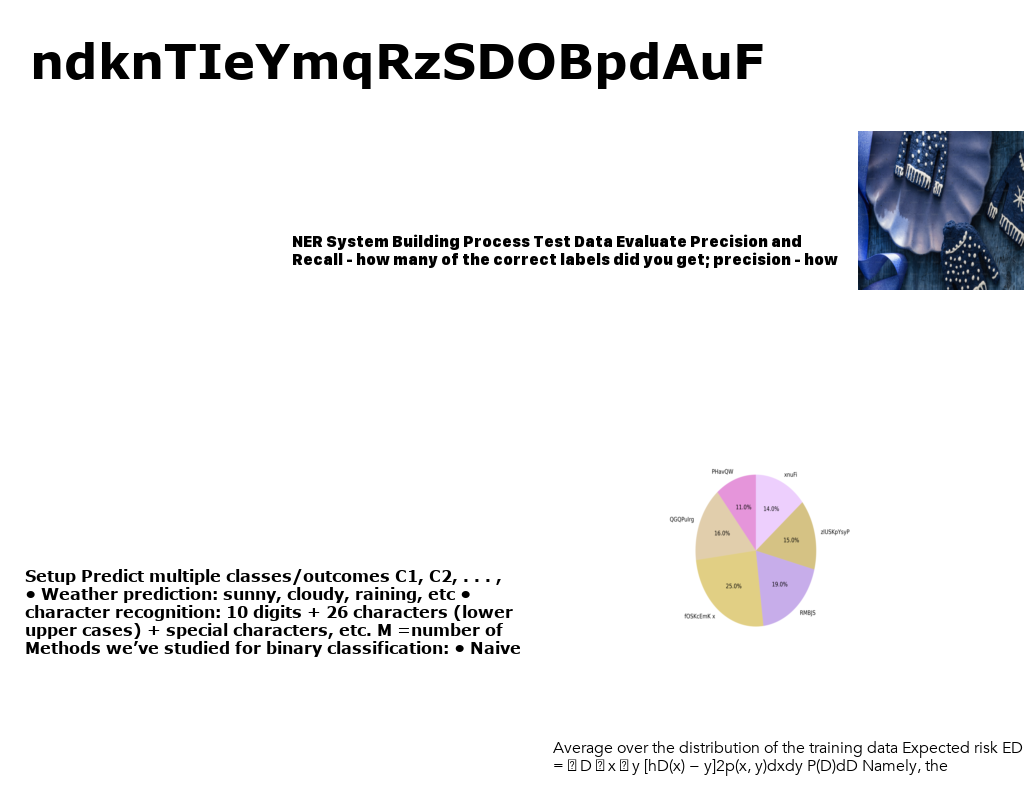 ndknTIeYmqRzSDOBpdAuF
NER System Building Process Test Data Evaluate Precision and
Recall - how many of the correct labels did you get; precision - how
PHavQW
xnuFl
11.0%
14.0%
QGQPulrg
zlUSKpYsyP
16.0%
15.0%
25.0%
19.0%
fOSKcEmK x
RMBJS
Setup Predict multiple classes/outcomes C1, C2, . . . ,
● Weather prediction: sunny, cloudy, raining, etc ●
character recognition: 10 digits + 26 characters (lower
upper cases) + special characters, etc. M =number of
Methods we’ve studied for binary classification: ● Naive
Average over the distribution of the training data Expected risk ED
= D x y [hD(x) − y]2p(x, y)dxdy P(D)dD Namely, the